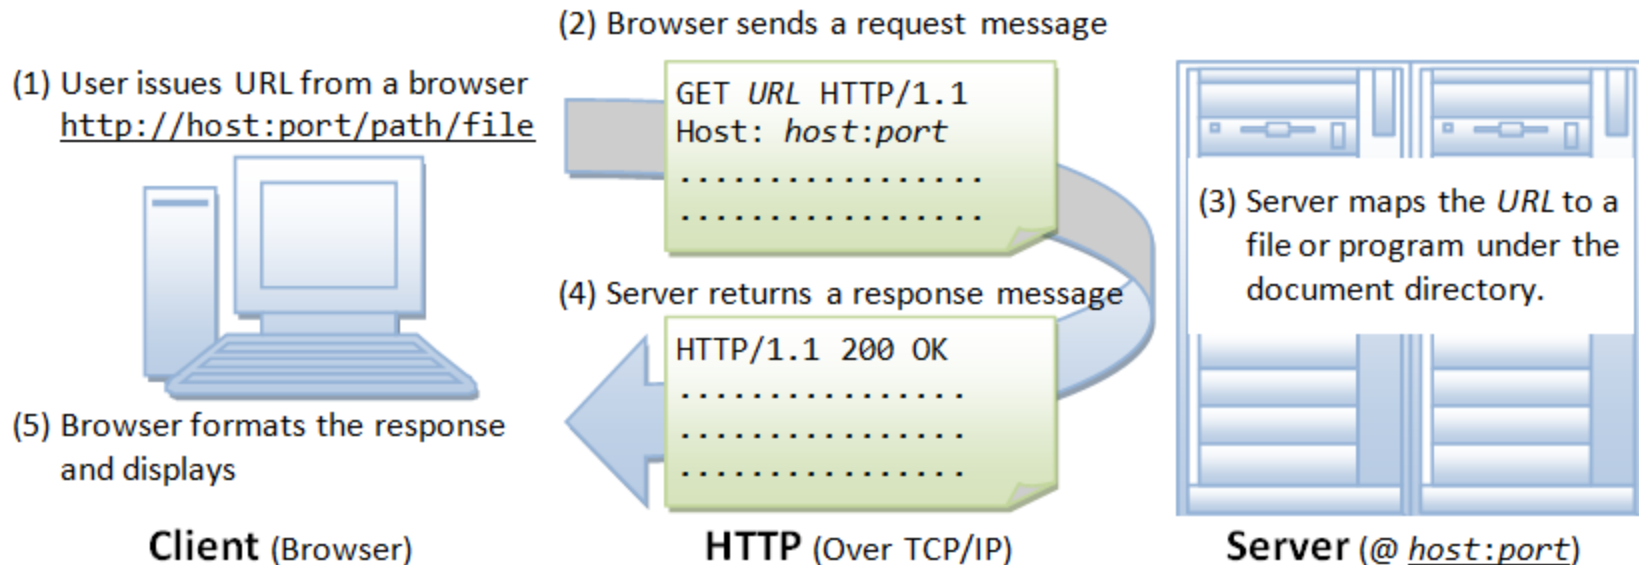 (1) User issues URL from a browser
http://host:port/path/file
(2) Browser sends a request message
GET URL HTTP/1.1
Host: host:port
..................
..................
(3) Server maps the URL to a
file or program under the
document directory.
(4) Server returns a response message
HTTP/1.1 200 OK
.................
.................
.................
(5) Browser formats the response
and displays
Client (Browser)
HTTP (Over TCP/IP)
Server (@ host:port)